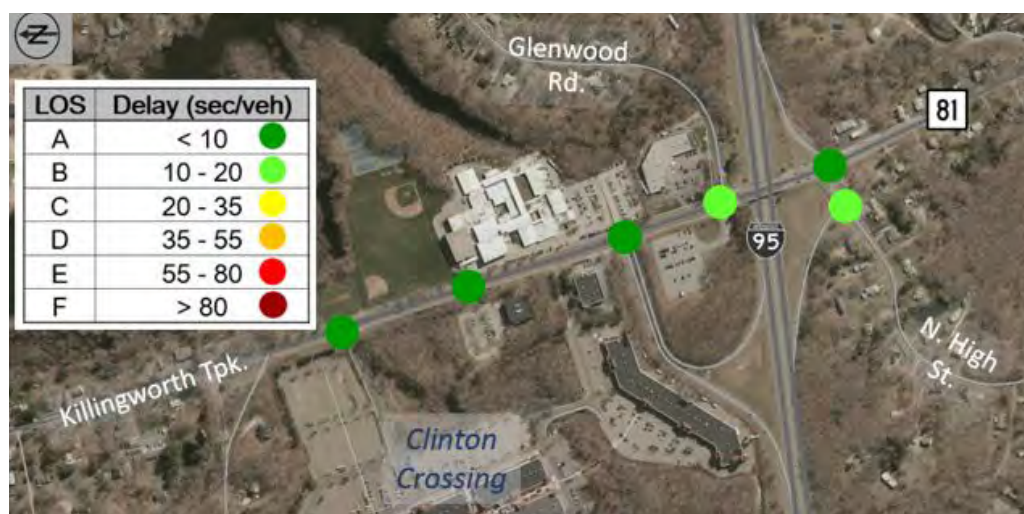 N
LOS Delay (sec/veh)
A < 10
B 10 - 20
C 20 - 35
D 35 - 55
E 55 - 80
F > 80
Glenwood
Rd.
81
95
Killingworth Tpk.
N. High
St.
Clinton
Crossing